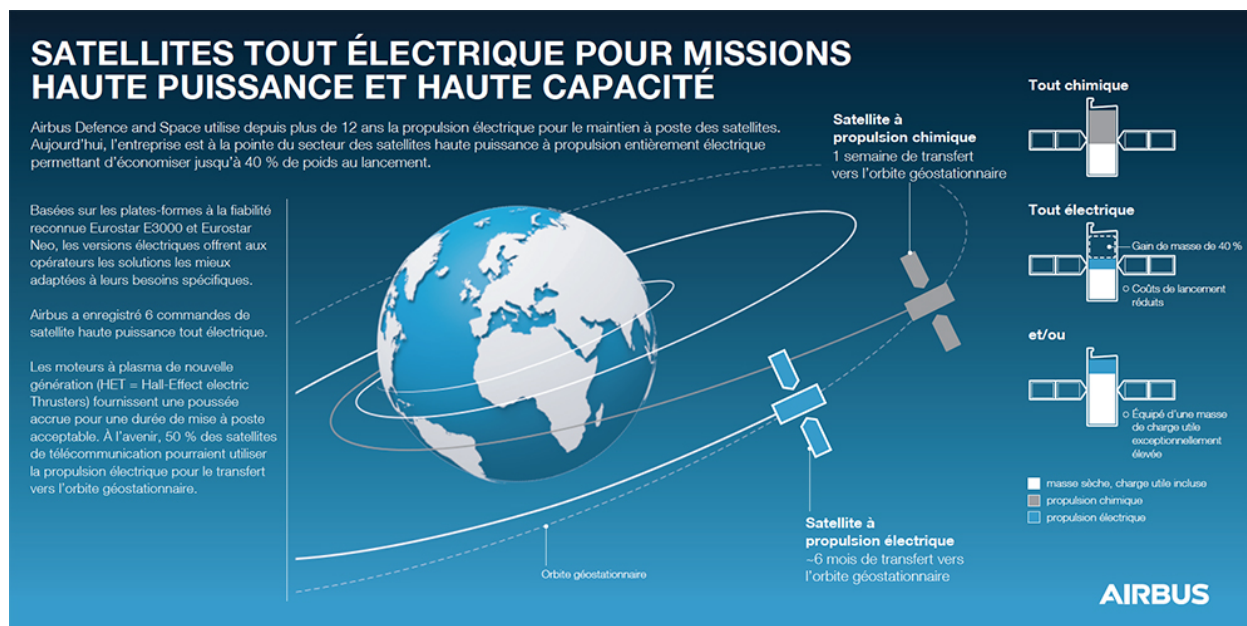 SATELLITES TOUT ÉLECTRIQUE POUR MISSIONS
HAUTE PUISSANCE ET HAUTE CAPACITÉ
Airbus Defence and Space utilise depuis plus de 12 ans la propulsion électrique pour le maintien à poste des satellites.
Aujourd'hui, l'entreprise est à la pointe du secteur des satellites haute puissance à propulsion entièrement électrique
permettant d'économiser jusqu'à 40 % de poids au lancement.
Basées sur les plates-formes à la fiabilité
reconnue Eurostar E3000 et Eurostar
Neo, les versions électriques offrent aux
opérateurs les solutions les mieux
adaptées à leurs besoins spécifiques.
Airbus a enregistré 6 commandes de
satellite haute puissance tout électrique.
Les moteurs à plasma de nouvelle
génération (HET = Hall-Effect electric
Thrusters) fournissent une poussée
accrue pour une durée de mise à poste
acceptable. À l'avenir, 50 % des satellites
de télécommunication pourraient utiliser
la propulsion électrique pour le transfert
vers l'orbite géostationnaire.
Satellite à
propulsion chimique
1 semaine de transfert
vers l'orbite géostationnaire
Satellite à
propulsion électrique
~6 mois de transfert vers
l'orbite géostationnaire
Orbite géostationnaire
Tout chimique
Tout électrique
Gain de masse de 40 %
Coûts de lancement
réduits
et/ou
Équipé d'une masse
de charge utile
exceptionnellement
élevée
masse sèche, charge utile incluse
propulsion chimique
propulsion électrique
AIRBUS